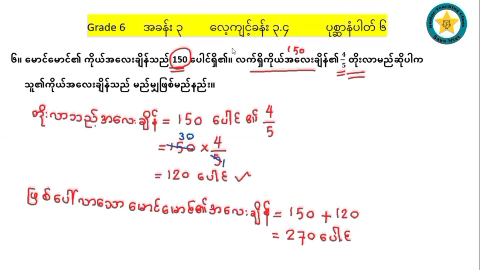 Grade 6 အခန်း ၃ လေ့ကျင့်ခန်း ၃.၄ ပုစ္ဆာနံပါတ် ၆
၁၅၀
၆။ မောင်မောင်၏ ကိုယ်အလေးချိန်သည် 150 ပေါင်ရှိ၏။ လက်ရှိကိုယ်အလေးချိန်၏ 4/5 တိုးလာမည်ဆိုပါက
သူ၏ကိုယ်အလေးချိန်သည် မည်မျှဖြစ်မည်နည်း။
တိုးလာသည့်အလေးချိန် = 150 ပေါင် ၏ 4/5
30
= 150 × 4/5 1
= 120 ပေါင်
ဖြစ်ပေါ်လာသော မောင်မောင်၏အလေးချိန် = 150 + 120
= 270 ပေါင်